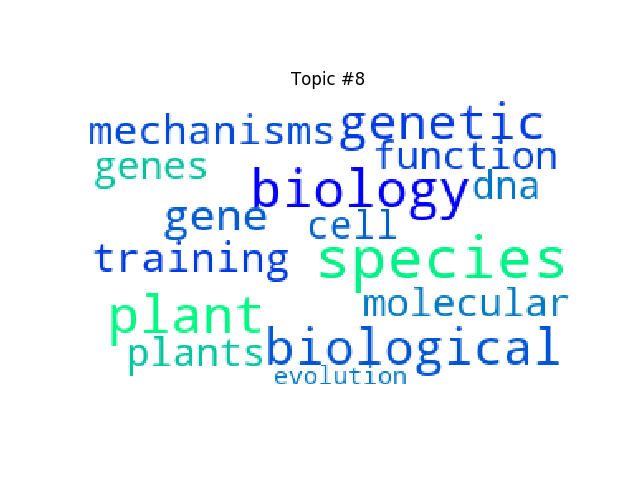 Topic #8
mechanisms genetic
genes function
biology dna
gene cell
training species
plant molecular
plants biological
evolution